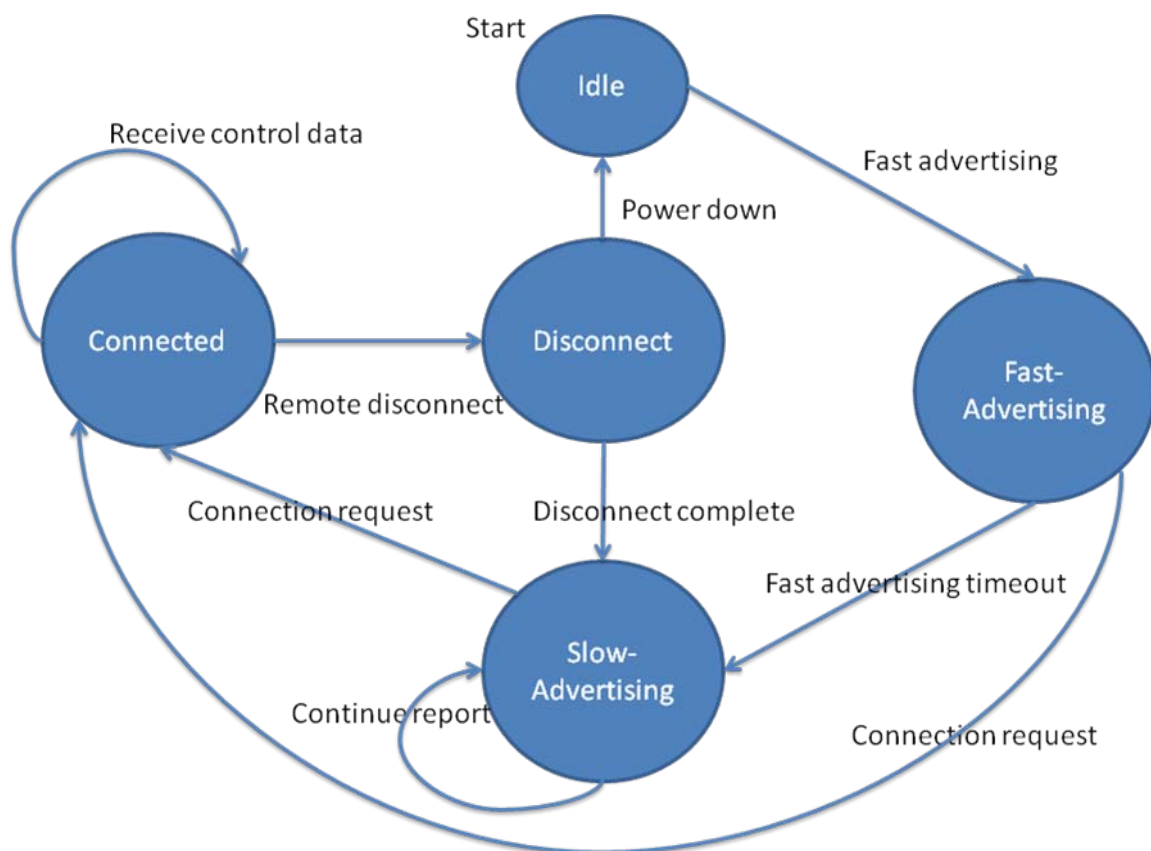 Start
Idle
Receive control data
Fast advertising
Power down
Connected
Disconnect
Fast-
Advertising
Remote disconnect
Connection request
Disconnect complete
Fast advertising timeout
Slow-
Advertising
Continue report
Connection request